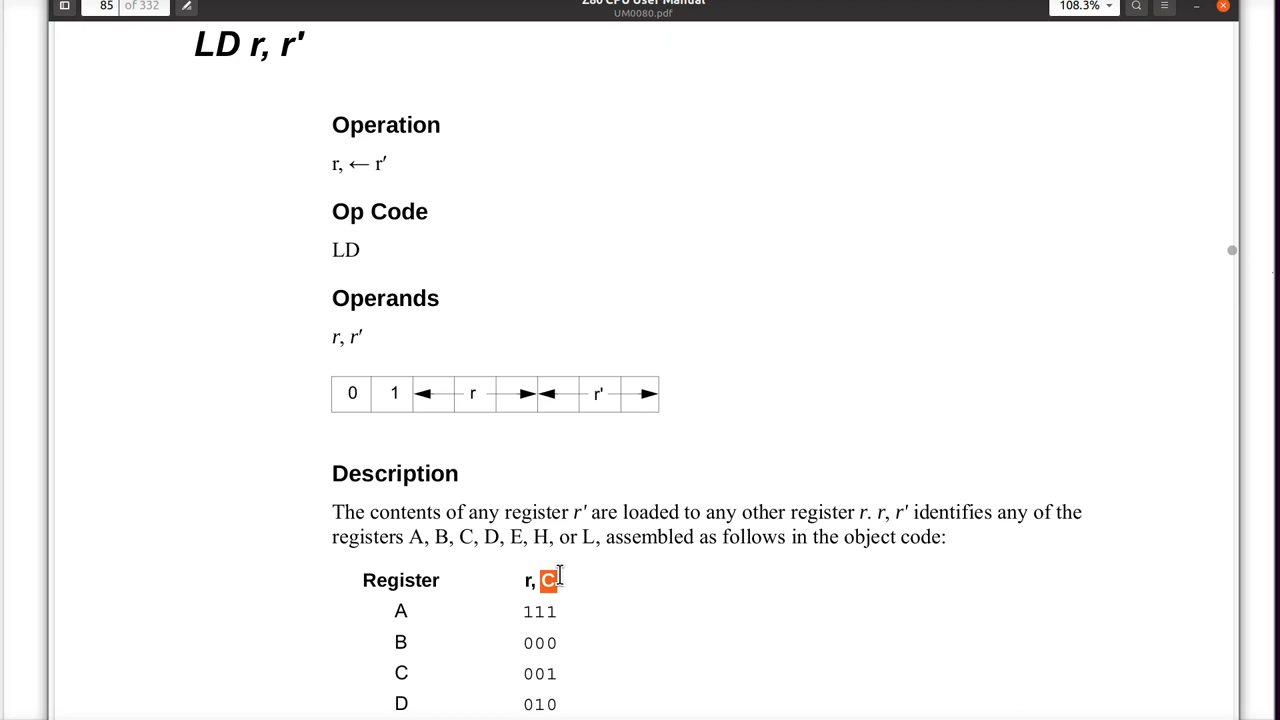 85 of 332
Z80 CPU User Manual
UM0080.pdf
108.3%
LD r, r'
Operation
r, ← r′
Op Code
LD
Operands
r, r′
0 1 r r'
Description
The contents of any register r′ are loaded to any other register r. r, r′ identifies any of the
registers A, B, C, D, E, H, or L, assembled as follows in the object code:
Register r, C
A 111
B 000
C 001
D 010